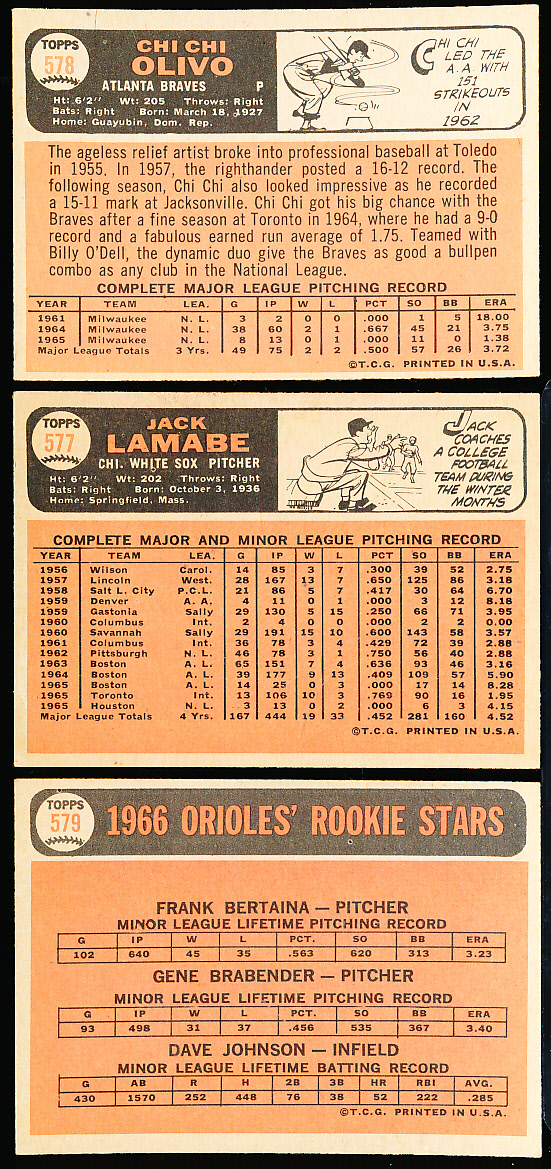 TOPPS
578
CHI CHI
OLIVO
ATLANTA BRAVES P
Ht: 6'2" Wt: 205 Throws: Right
Bats: Right Born: March 18, 1927
Home: Guayubin, Dom. Rep.
CHI CHI
LED THE
A.A. WITH
151
STRIKEOUTS
IN
1962
The ageless relief artist broke into professional baseball at Toledo
in 1955. In 1957, the righthander posted a 16-12 record. The
following season, Chi Chi also looked impressive as he recorded
a 15-11 mark at Jacksonville. Chi Chi got his big chance with the
Braves after a fine season at Toronto in 1964, where he had a 9-0
record and a fabulous earned run average of 1.75. Teamed with
Billy O'Dell, the dynamic duo give the Braves as good a bullpen
combo as any club in the National League.
COMPLETE MAJOR LEAGUE PITCHING RECORD
YEAR TEAM LEA. G IP W L PCT SO BB ERA
1961 Milwaukee N. L. 3 2 0 0 .000 1 5 18.00
1964 Milwaukee N. L. 38 60 2 1 .667 45 21 3.75
1965 Milwaukee N. L. 8 13 0 1 .000 11 0 1.38
Major League Totals 3 Yrs. 49 75 2 2 .500 57 26 3.72
©T.C.G. PRINTED IN U.S.A.
TOPPS
577
JACK
LAMABE
CHI. WHITE SOX PITCHER
Ht: 6'2" Wt: 202 Throws: Right
Bats: Right Born: October 3, 1936
Home: Springfield, Mass.
JACK
COACHES
A COLLEGE
FOOTBALL
TEAM DURING
THE WINTER
MONTHS
COMPLETE MAJOR AND MINOR LEAGUE PITCHING RECORD
YEAR TEAM LEA. G IP W L PCT SO BB ERA
1956 Wilson Carol. 14 85 3 7 .300 39 52 2.75
1957 Lincoln West. 28 167 13 7 .650 125 86 3.18
1958 Salt L. City P.C.L. 21 86 5 7 .417 30 64 6.70
1959 Denver A. A. 4 11 0 1 .000 3 12 8.18
1959 Gastonia Sally 29 130 5 15 .250 66 71 3.95
1960 Columbus Int. 2 4 0 0 .000 2 2 0.00
1960 Savannah Sally 29 191 15 10 .600 143 58 3.57
1961 Columbus Int. 36 78 3 4 .429 72 39 2.88
1962 Pittsburgh N. L. 46 78 3 1 .750 56 40 2.88
1963 Boston A. L. 65 151 7 4 .636 93 46 3.16
1964 Boston A. L. 39 177 9 13 .409 109 57 5.90
1965 Boston A. L. 14 25 0 3 .000 17 14 8.28
1965 Toronto Int. 13 106 10 3 .769 90 16 1.95
1965 Houston N. L. 3 13 0 2 .000 6 3 4.15
Major League Totals 4 Yrs. 167 444 19 33 .452 281 160 4.52
©T.C.G. PRINTED IN U.S.A.
TOPPS
579
1966 ORIOLES' ROOKIE STARS
FRANK BERTAINA — PITCHER
MINOR LEAGUE LIFETIME PITCHING RECORD
G IP W L PCT. SO BB ERA
102 640 45 35 .563 620 313 3.23
GENE BRABENDER — PITCHER
MINOR LEAGUE LIFETIME PITCHING RECORD
G IP W L PCT. SO BB ERA
93 498 31 37 .456 535 367 3.40
DAVE JOHNSON — INFIELD
MINOR LEAGUE LIFETIME BATTING RECORD
G AB R H 2B 3B HR RBI AVG.
430 1570 252 448 76 38 52 222 .285
©T.C.G. PRINTED IN U.S.A.